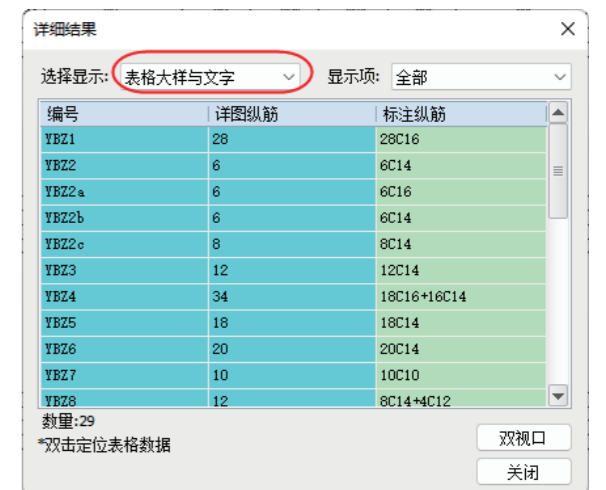 详细结果
选择显示: 表格大样与文字 显示项: 全部
编号 详图纵筋 标注纵筋
YBZ1 28 28C16
YBZ2 6 6C14
YBZ2a 6 6C16
YBZ2b 6 6C14
YBZ2c 8 8C14
YBZ3 12 12C14
YBZ4 34 18C16+16C14
YBZ5 18 18C14
YBZ6 20 20C14
YBZ7 10 10C10
YBZ8 12 8C14+4C12
数量:29
*双击定位表格数据
双视口
关闭